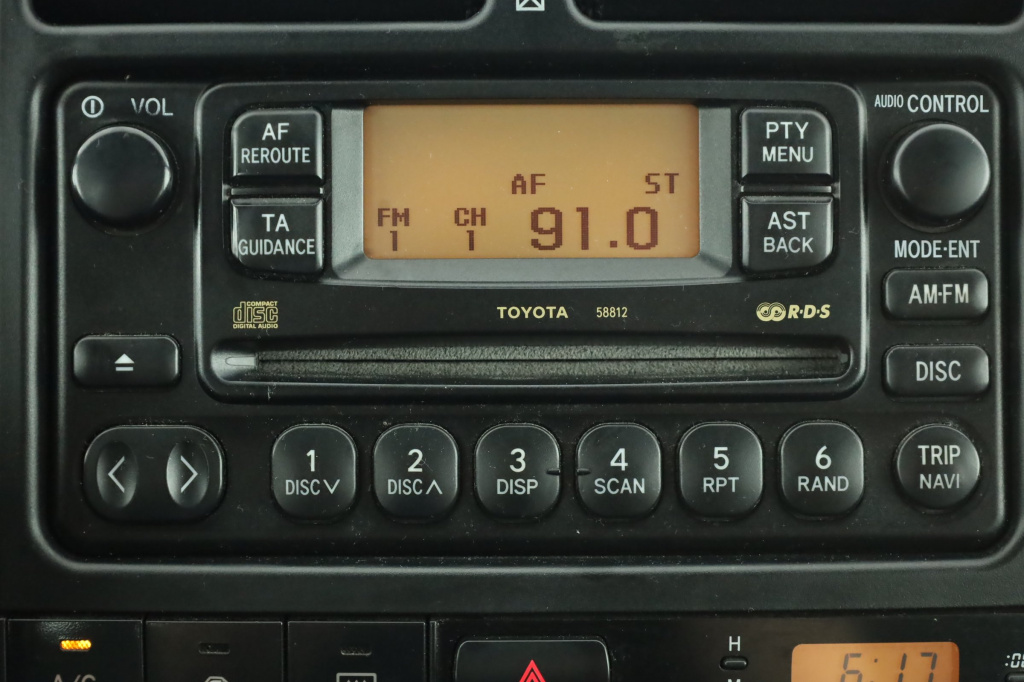 VOL
AUDIO CONTROL
AF
REROUTE
PTY
MENU
AF ST
FM CH 91.0
1 1
TA
GUIDANCE
AST
BACK
MODE·ENT
AM·FM
COMPACT
disc
DIGITAL AUDIO
TOYOTA 58812
R·D·S
DISC
1
DISC
2
DISC
3
DISP
4
SCAN
5
RPT
6
RAND
TRIP
NAVI
A/C
H
6:17